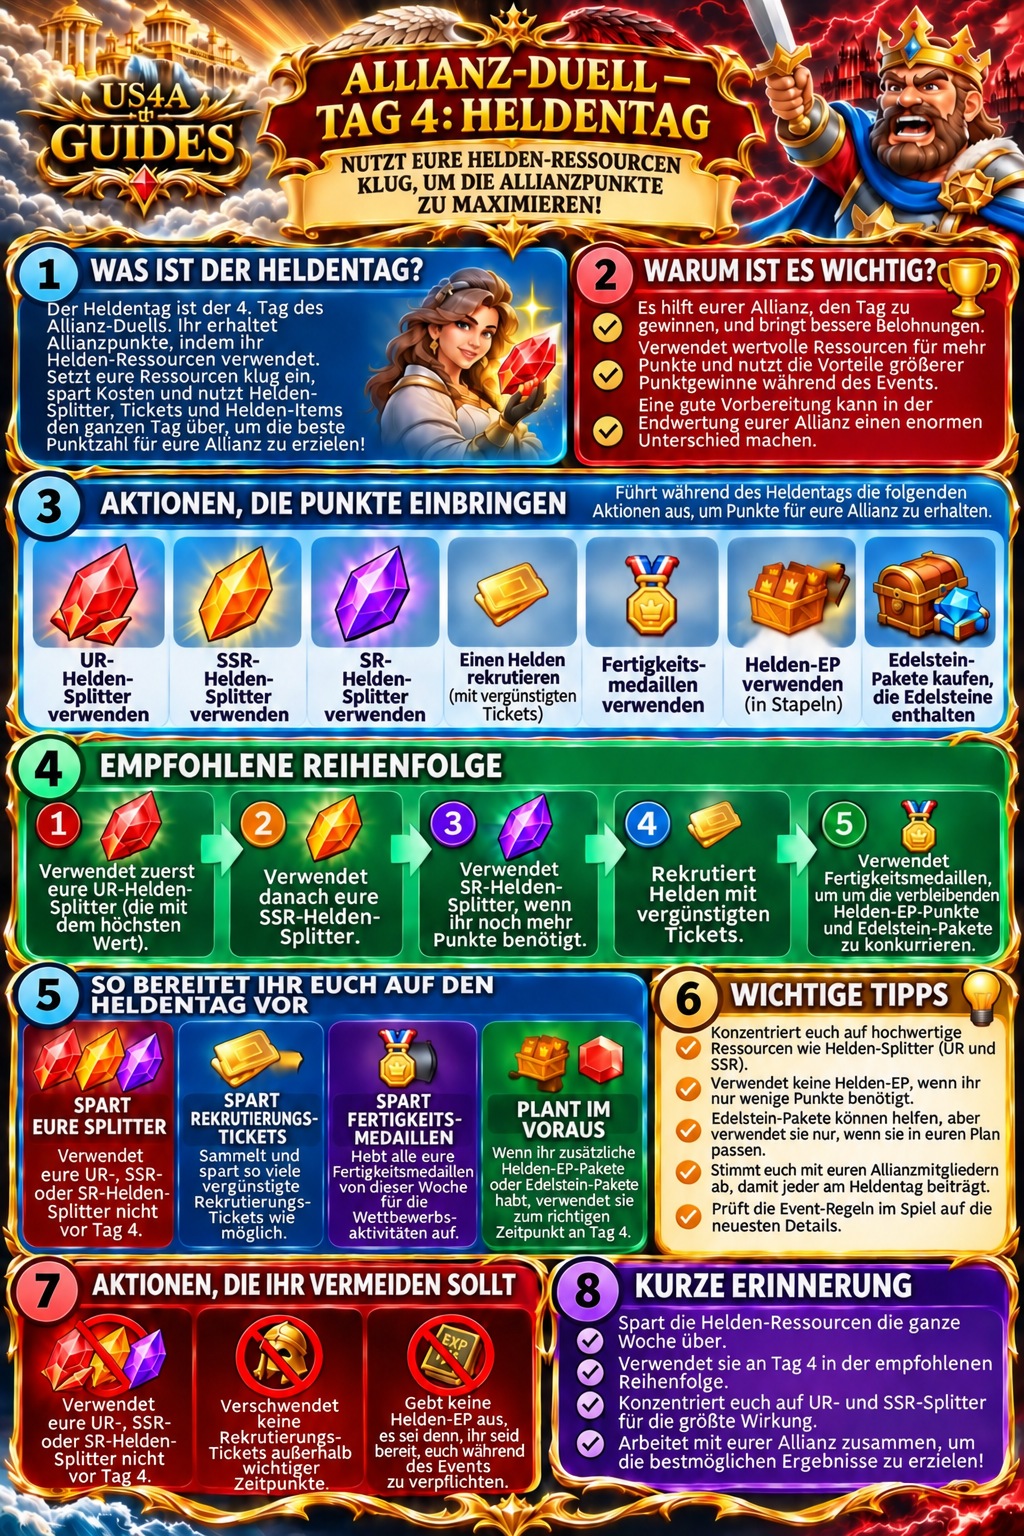 US4A
th
GUIDES
ALLIANZ-DUELL –
TAG 4: HELDENTAG
NUTZT EURE HELDEN-RESSOURCEN
KLUG, UM DIE ALLIANZPUNKTE
ZU MAXIMIEREN!
1 WAS IST DER HELDENTAG?
Der Heldentag ist der 4. Tag des
Allianz-Duells. Ihr erhaltet
Allianzpunkte, indem ihr
Helden-Ressourcen verwendet.
Setzt eure Ressourcen klug ein,
spart Kosten und nutzt Helden-
Splitter, Tickets und Helden-Items
den ganzen Tag über, um die beste
Punktzahl für eure Allianz zu erzielen!
2 WARUM IST ES WICHTIG?
Es hilft eurer Allianz, den Tag zu
gewinnen, und bringt bessere Belohnungen.
Verwendet wertvolle Ressourcen für mehr
Punkte und nutzt die Vorteile größerer
Punktgewinne während des Events.
Eine gute Vorbereitung kann in der
Endwertung eurer Allianz einen enormen
Unterschied machen.
3 AKTIONEN, DIE PUNKTE EINBRINGEN
Führt während des Heldentags die folgenden
Aktionen aus, um Punkte für eure Allianz zu erhalten.
UR-
Helden-
Splitter
verwenden
SSR-
Helden-
Splitter
verwenden
SR-
Helden-
Splitter
verwenden
Einen Helden
rekrutieren
(mit vergünstigten
Tickets)
Fertigkeits-
medaillen
verwenden
Helden-EP
verwenden
(in Stapeln)
Edelstein-
Pakete kaufen,
die Edelsteine
enthalten
4 EMPFOHLENE REIHENFOLGE
1
Verwendet zuerst
eure UR-Helden-
Splitter (die mit
dem höchsten
Wert).
2
Verwendet
danach eure
SSR-Helden-
Splitter.
3
Verwendet
SR-Helden-
Splitter, wenn
ihr noch mehr
Punkte benötigt.
4
Rekrutiert
Helden mit
vergünstigten
Tickets.
5
Verwendet
Fertigkeitsmedaillen,
um um die verbleibenden
Helden-EP-Punkte
und Edelstein-Pakete
zu konkurrieren.
5 SO BEREITET IHR EUCH AUF DEN
HELDENTAG VOR
SPART
EURE SPLITTER
Verwendet
eure UR-, SSR-
oder SR-Helden-
Splitter nicht
vor Tag 4.
SPART
REKRUTIERUNGS-
TICKETS
Sammelt und
spart so viele
vergünstigte
Rekrutierungs-
Tickets wie
möglich.
SPART
FERTIGKEITS-
MEDAILLEN
Hebt alle eure
Fertigkeitsmedaillen
von dieser Woche
für die
Wettbewerbs-
aktivitäten auf.
PLANT IM
VORAUS
Wenn ihr zusätzliche
Helden-EP-Pakete
oder Edelstein-Pakete
habt, verwendet sie
zum richtigen
Zeitpunkt an Tag 4.
6 WICHTIGE TIPPS
Konzentriert euch auf hochwertige
Ressourcen wie Helden-Splitter (UR und
SSR).
Verwendet keine Helden-EP, wenn ihr
nur wenige Punkte benötigt.
Edelstein-Pakete können helfen, aber
verwendet sie nur, wenn sie in euren Plan
passen.
Stimmt euch mit euren Allianzmitgliedern
ab, damit jeder am Heldentag beiträgt.
Prüft die Event-Regeln im Spiel auf die
neuesten Details.
7 AKTIONEN, DIE IHR VERMEIDEN SOLLT
Verwendet
eure UR-, SSR-
oder SR-Helden-
Splitter nicht
vor Tag 4.
Verschwendet
keine
Rekrutierungs-
Tickets außerhalb
wichtiger
Zeitpunkte.
EXP
Gebt keine
Helden-EP aus,
es sei denn, ihr seid
bereit, euch während
des Events
zu verpflichten.
8 KURZE ERINNERUNG
Spart die Helden-Ressourcen die ganze
Woche über.
Verwendet sie an Tag 4 in der empfohlenen
Reihenfolge.
Konzentriert euch auf UR- und SSR-Splitter
für die größte Wirkung.
Arbeitet mit eurer Allianz zusammen, um
die bestmöglichen Ergebnisse zu erzielen!